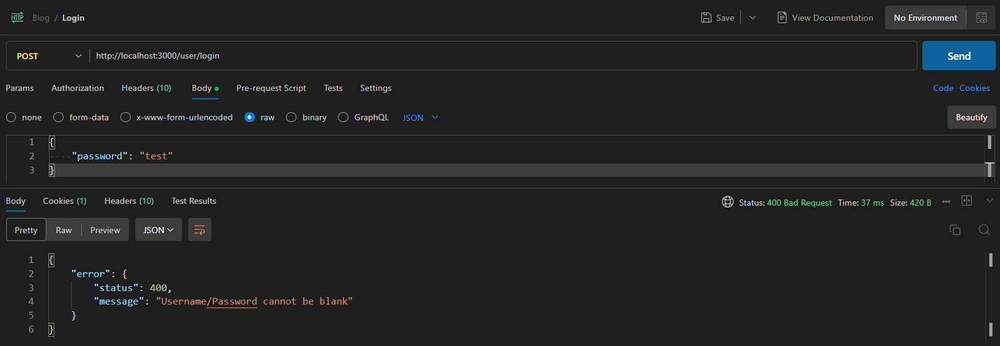 HTTP Blog / Login Save View Documentation No Environment
POST http://localhost:3000/user/login Send
Params Authorization Headers (10) Body Pre-request Script Tests Settings Code Cookies
none form-data x-www-form-urlencoded raw binary GraphQL JSON Beautify
1 {
2 "password": "test"
3 }
Body Cookies (1) Headers (10) Test Results Status: 400 Bad Request Time: 37 ms Size: 420 B
Pretty Raw Preview JSON
1 {
2 "error": {
3 "status": 400,
4 "message": "Username/Password cannot be blank"
5 }
6 }